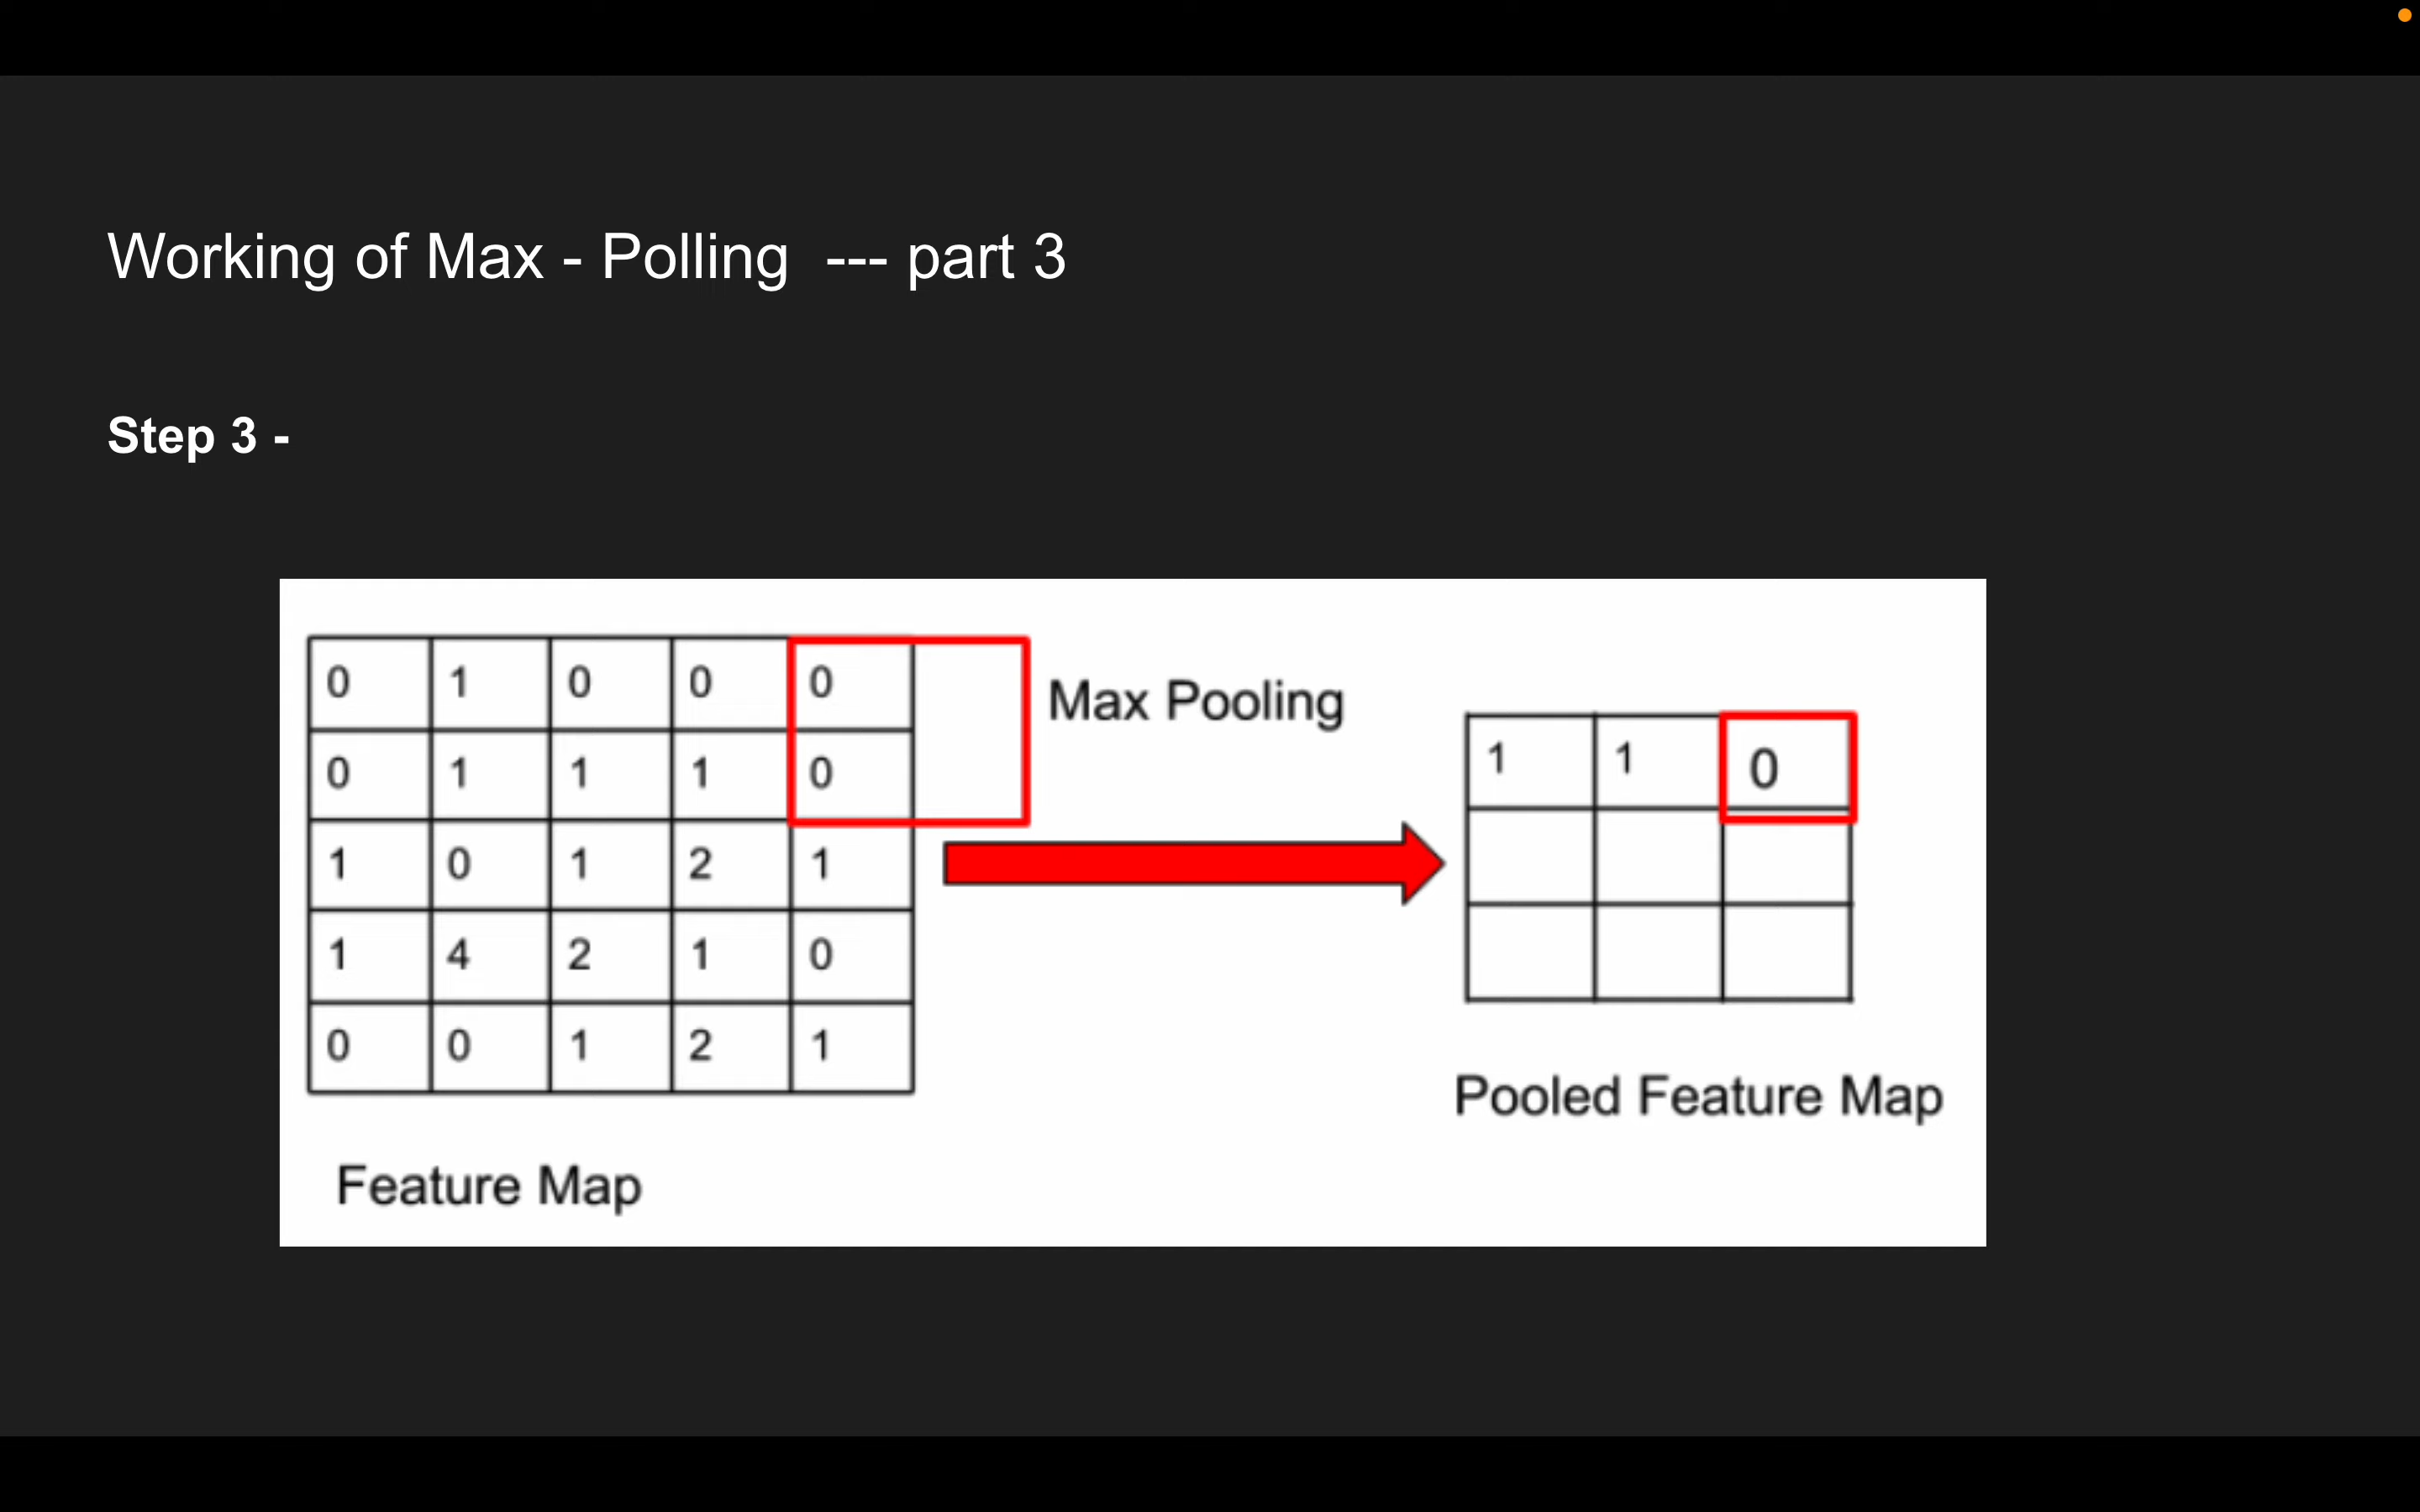 Working of Max - Polling --- part 3
Step 3 -
0 1 0 0 0
0 1 1 1 0
1 0 1 2 1
1 4 2 1 0
0 0 1 2 1
Feature Map
Max Pooling
1 1 0
Pooled Feature Map